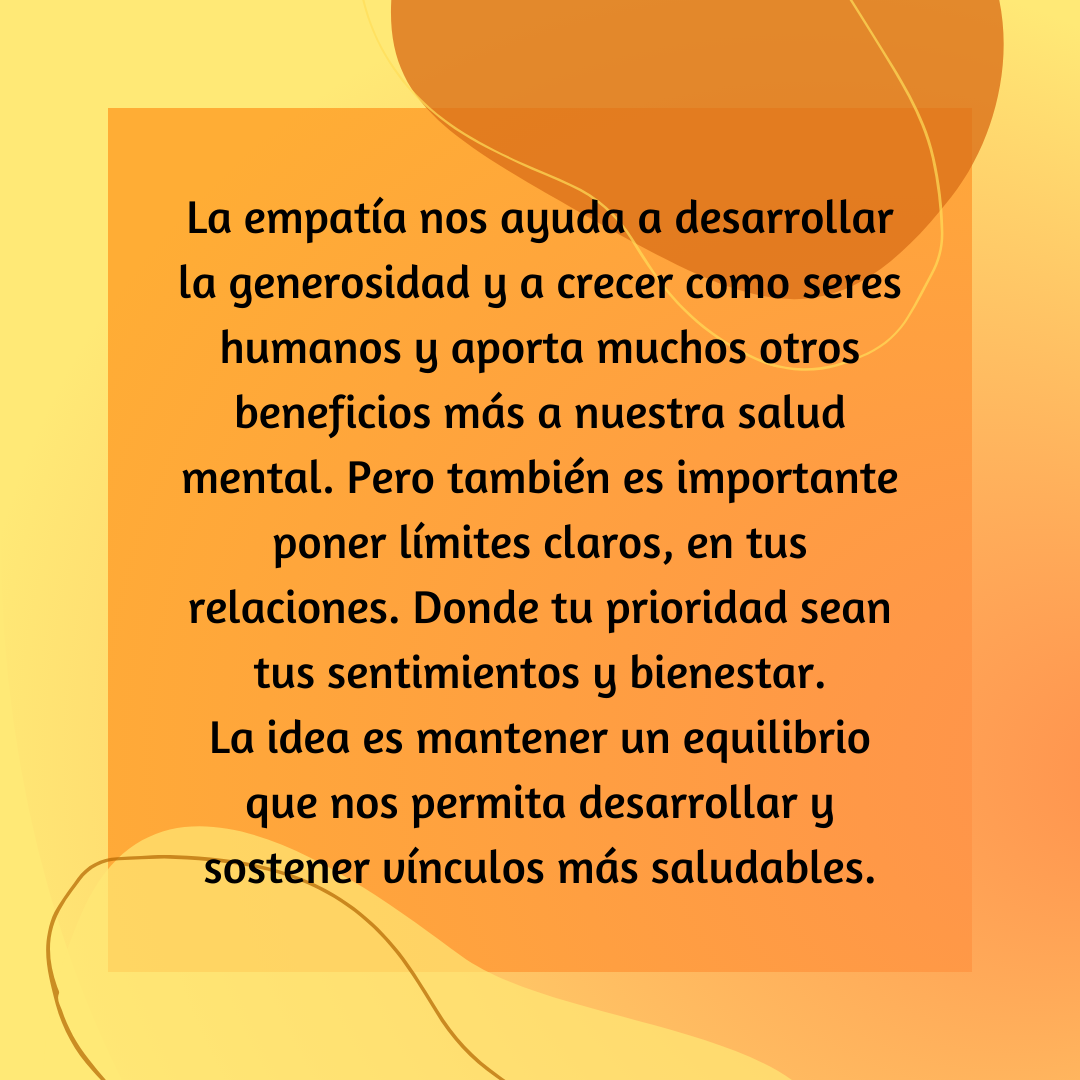 La empatía nos ayuda a desarrollar
la generosidad y a crecer como seres
humanos y aporta muchos otros
beneficios más a nuestra salud
mental. Pero también es importante
poner límites claros, en tus
relaciones. Donde tu prioridad sean
tus sentimientos y bienestar.
La idea es mantener un equilibrio
que nos permita desarrollar y
sostener vínculos más saludables.